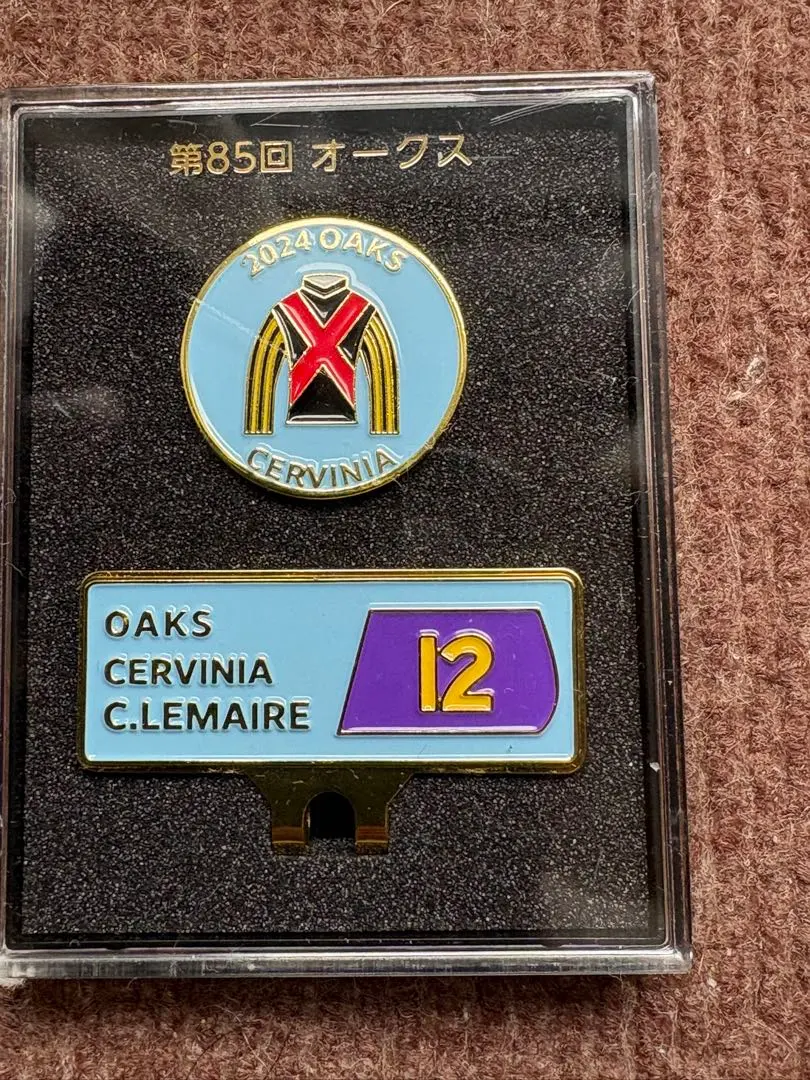 第85回 オークス
2024 OAKS
CERVINIA
OAKS
CERVINIA
C.LEMAIRE
12